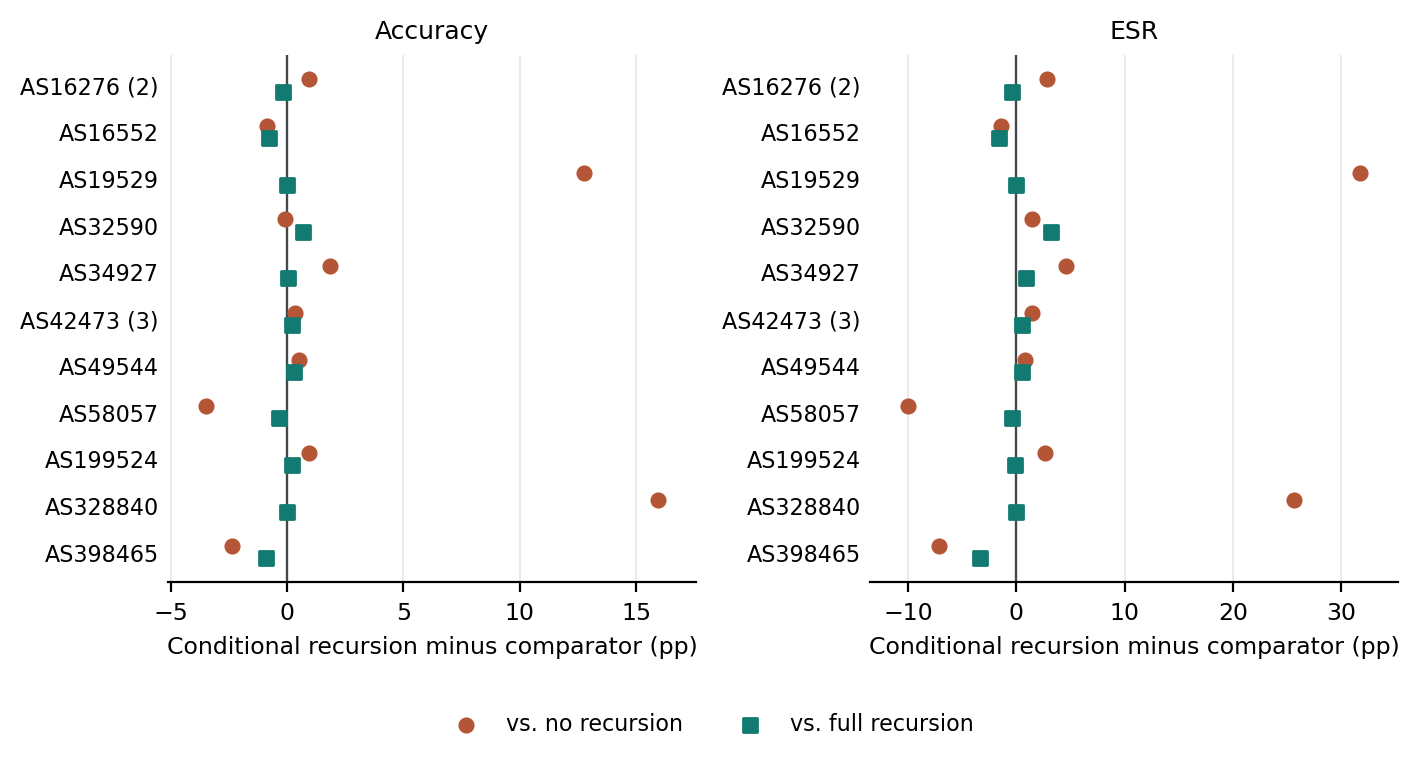 Accuracy
AS16276 (2)
AS16552
AS19529
AS32590
AS34927
AS42473 (3)
AS49544
AS58057
AS199524
AS328840
AS398465
−5 0 5 10 15
Conditional recursion minus comparator (pp)
ESR
AS16276 (2)
AS16552
AS19529
AS32590
AS34927
AS42473 (3)
AS49544
AS58057
AS199524
AS328840
AS398465
−10 0 10 20 30
Conditional recursion minus comparator (pp)
vs. no recursion vs. full recursion